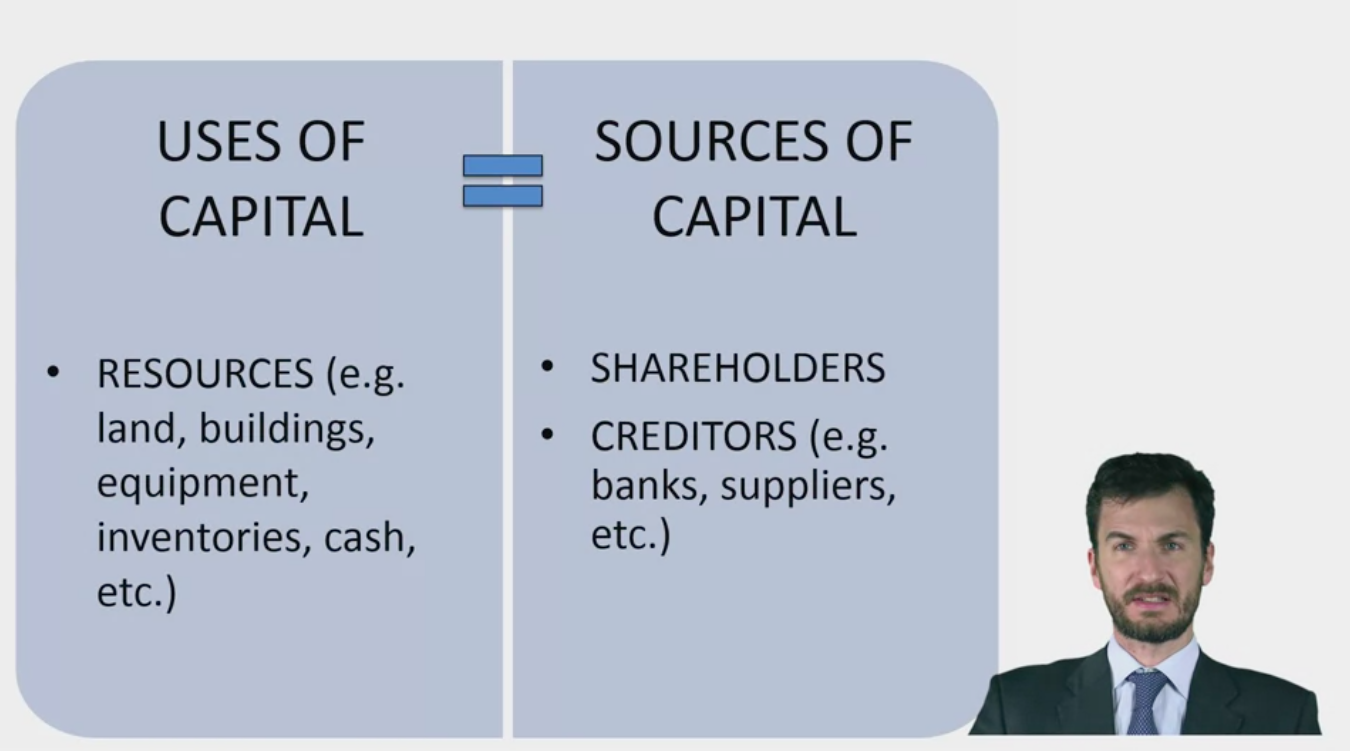 USES OF
CAPITAL
• RESOURCES (e.g.
land, buildings,
equipment,
inventories, cash,
etc.)
SOURCES OF
CAPITAL
• SHAREHOLDERS
• CREDITORS (e.g.
banks, suppliers,
etc.)